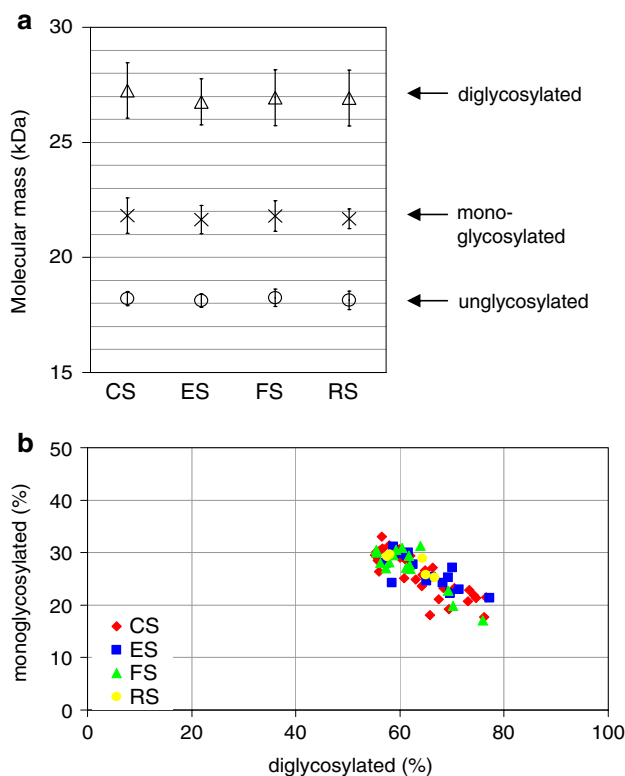 a
30
25
20
15
Molecular mass (kDa)
CS ES FS RS
diglycosylated
mono-
glycosylated
unglycosylated
b
50
40
30
20
10
0
monoglycosylated (%)
CS
ES
FS
RS
0 20 40 60 80 100
diglycosylated (%)